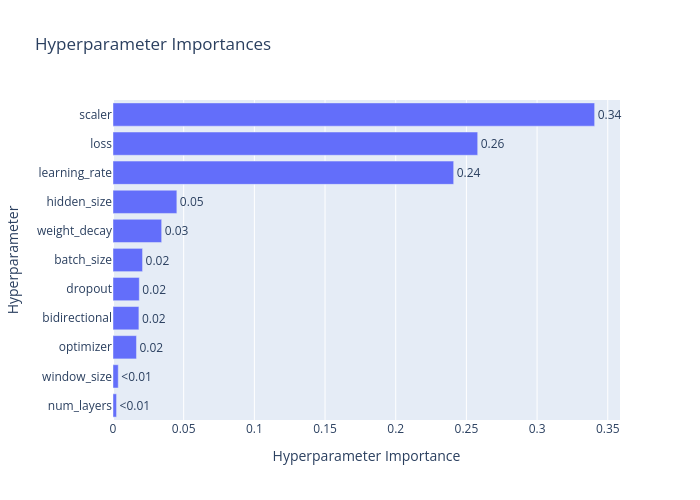 Hyperparameter Importances
scaler 0.34
loss 0.26
learning_rate 0.24
hidden_size 0.05
weight_decay 0.03
batch_size 0.02
dropout 0.02
bidirectional 0.02
optimizer 0.02
window_size <0.01
num_layers <0.01
0 0.05 0.1 0.15 0.2 0.25 0.3 0.35
Hyperparameter Importance
Hyperparameter